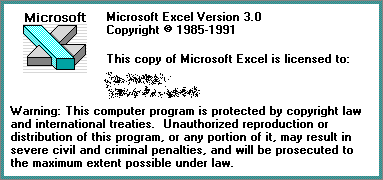 Microsoft
Microsoft Excel Version 3.0
Copyright © 1985-1991
This copy of Microsoft Excel is licensed to:
Warning: This computer program is protected by copyright law
and international treaties.  Unauthorized reproduction or
distribution of this program, or any portion of it, may result in
severe civil and criminal penalties, and will be prosecuted to
the maximum extent possible under law.